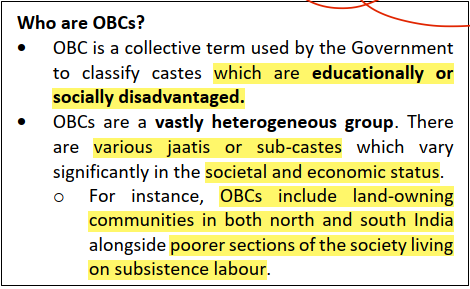 Who are OBCs?
• OBC is a collective term used by the Government
to classify castes which are educationally or
socially disadvantaged.
• OBCs are a vastly heterogeneous group. There
are various jaatis or sub-castes which vary
significantly in the societal and economic status.
o For instance, OBCs include land-owning
communities in both north and south India
alongside poorer sections of the society living
on subsistence labour.